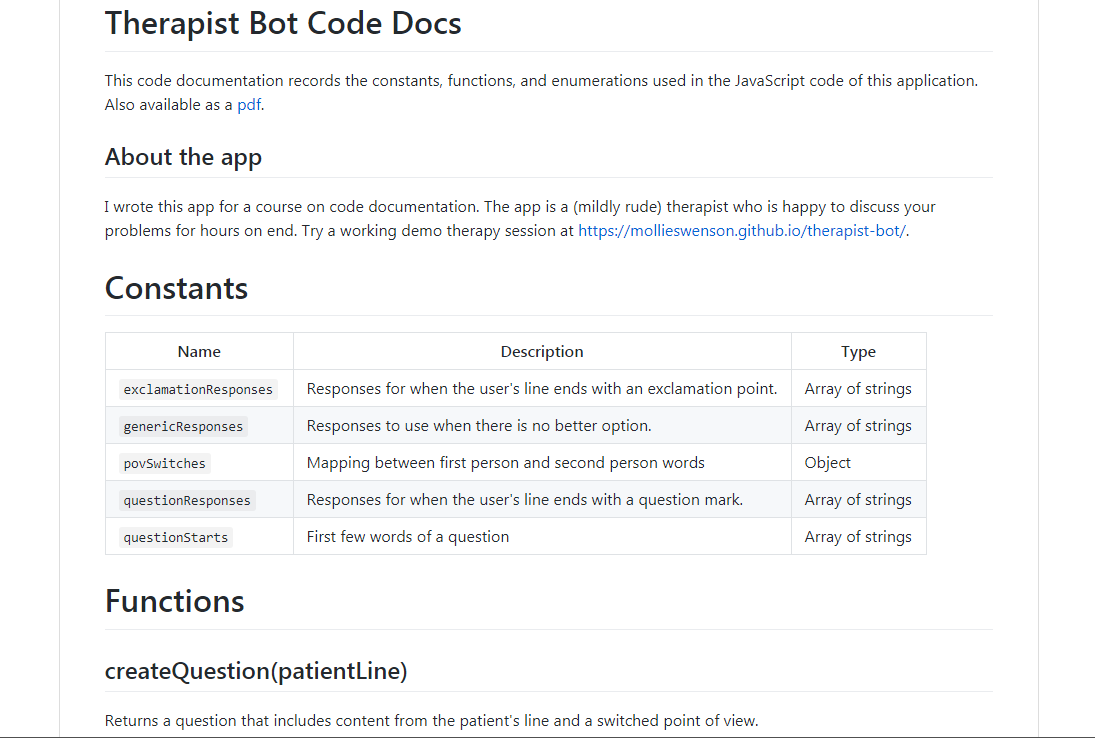 Therapist Bot Code Docs
This code documentation records the constants, functions, and enumerations used in the JavaScript code of this application.
Also available as a pdf.
About the app
I wrote this app for a course on code documentation. The app is a (mildly rude) therapist who is happy to discuss your
problems for hours on end. Try a working demo therapy session at https://mollieswenson.github.io/therapist-bot/.
Constants
Name Description Type
exclamationResponses Responses for when the user's line ends with an exclamation point. Array of strings
genericResponses Responses to use when there is no better option. Array of strings
povSwitches Mapping between first person and second person words Object
questionResponses Responses for when the user's line ends with a question mark. Array of strings
questionStarts First few words of a question Array of strings
Functions
createQuestion(patientLine)
Returns a question that includes content from the patient's line and a switched point of view.